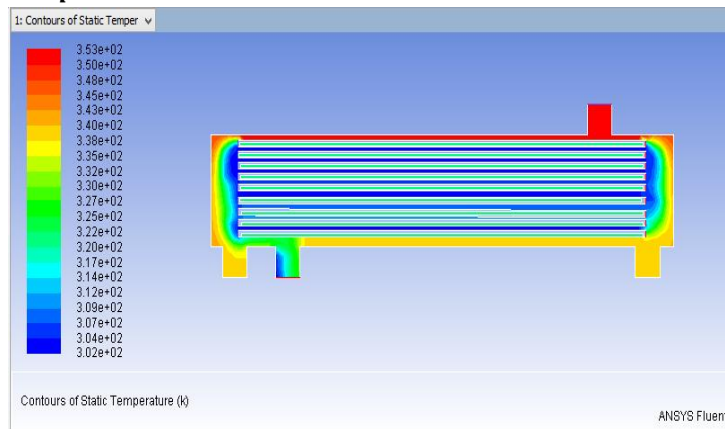 1: Contours of Static Temper
3.53e+02
3.50e+02
3.48e+02
3.45e+02
3.43e+02
3.40e+02
3.38e+02
3.35e+02
3.32e+02
3.30e+02
3.27e+02
3.25e+02
3.22e+02
3.20e+02
3.17e+02
3.14e+02
3.12e+02
3.09e+02
3.07e+02
3.04e+02
3.02e+02
Contours of Static Temperature (k)
ANSYS Fluen